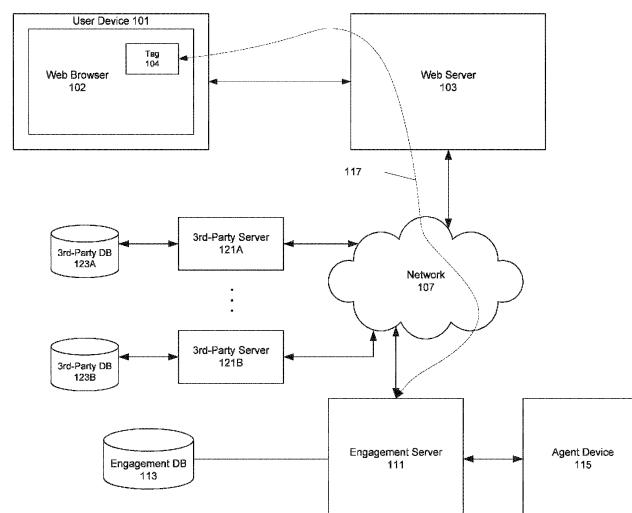 User Device 101
Tag
104
Web Browser
102
Web Server
103
117
3rd-Party DB
123A
3rd-Party Server
121A
Network
107
3rd-Party DB
123B
3rd-Party Server
121B
Engagement DB
113
Engagement Server
111
Agent Device
115